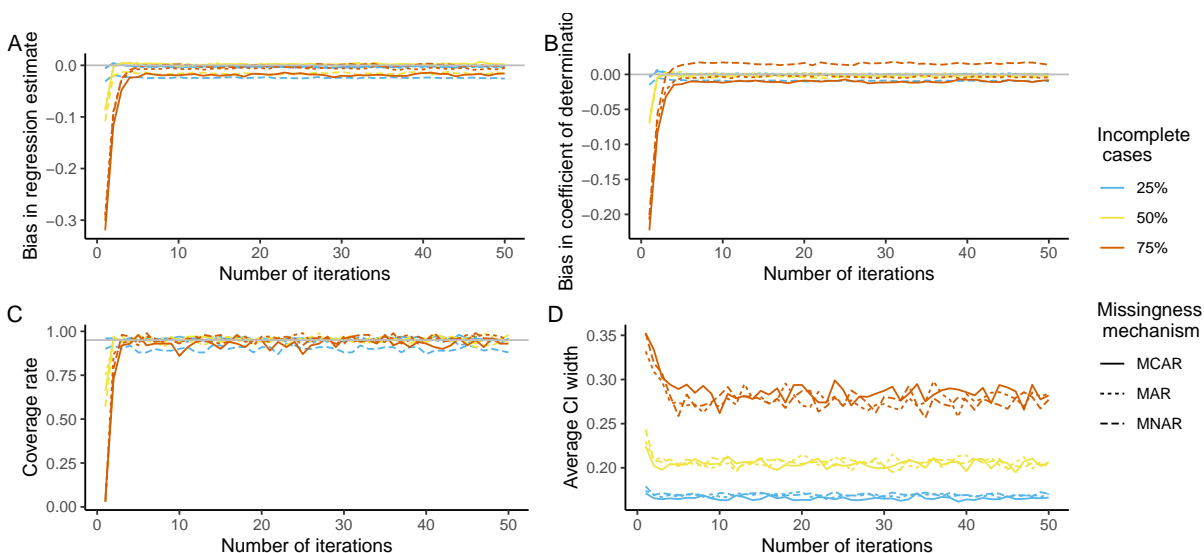 A
Bias in regression estimate
0.0
−0.1
−0.2
−0.3
0
10
20
30
40
50
Number of iterations
B
Bias in coefficient of determinatio
0.00
−0.05
−0.10
−0.15
−0.20
0
10
20
30
40
50
Number of iterations
C
Coverage rate
1.00
0.75
0.50
0.25
0.00
0
10
20
30
40
50
Number of iterations
D
Average CI width
0.35
0.30
0.25
0.20
0
10
20
30
40
50
Number of iterations
Incomplete
cases
25%
50%
75%
Missingness
mechanism
MCAR
MAR
MNAR